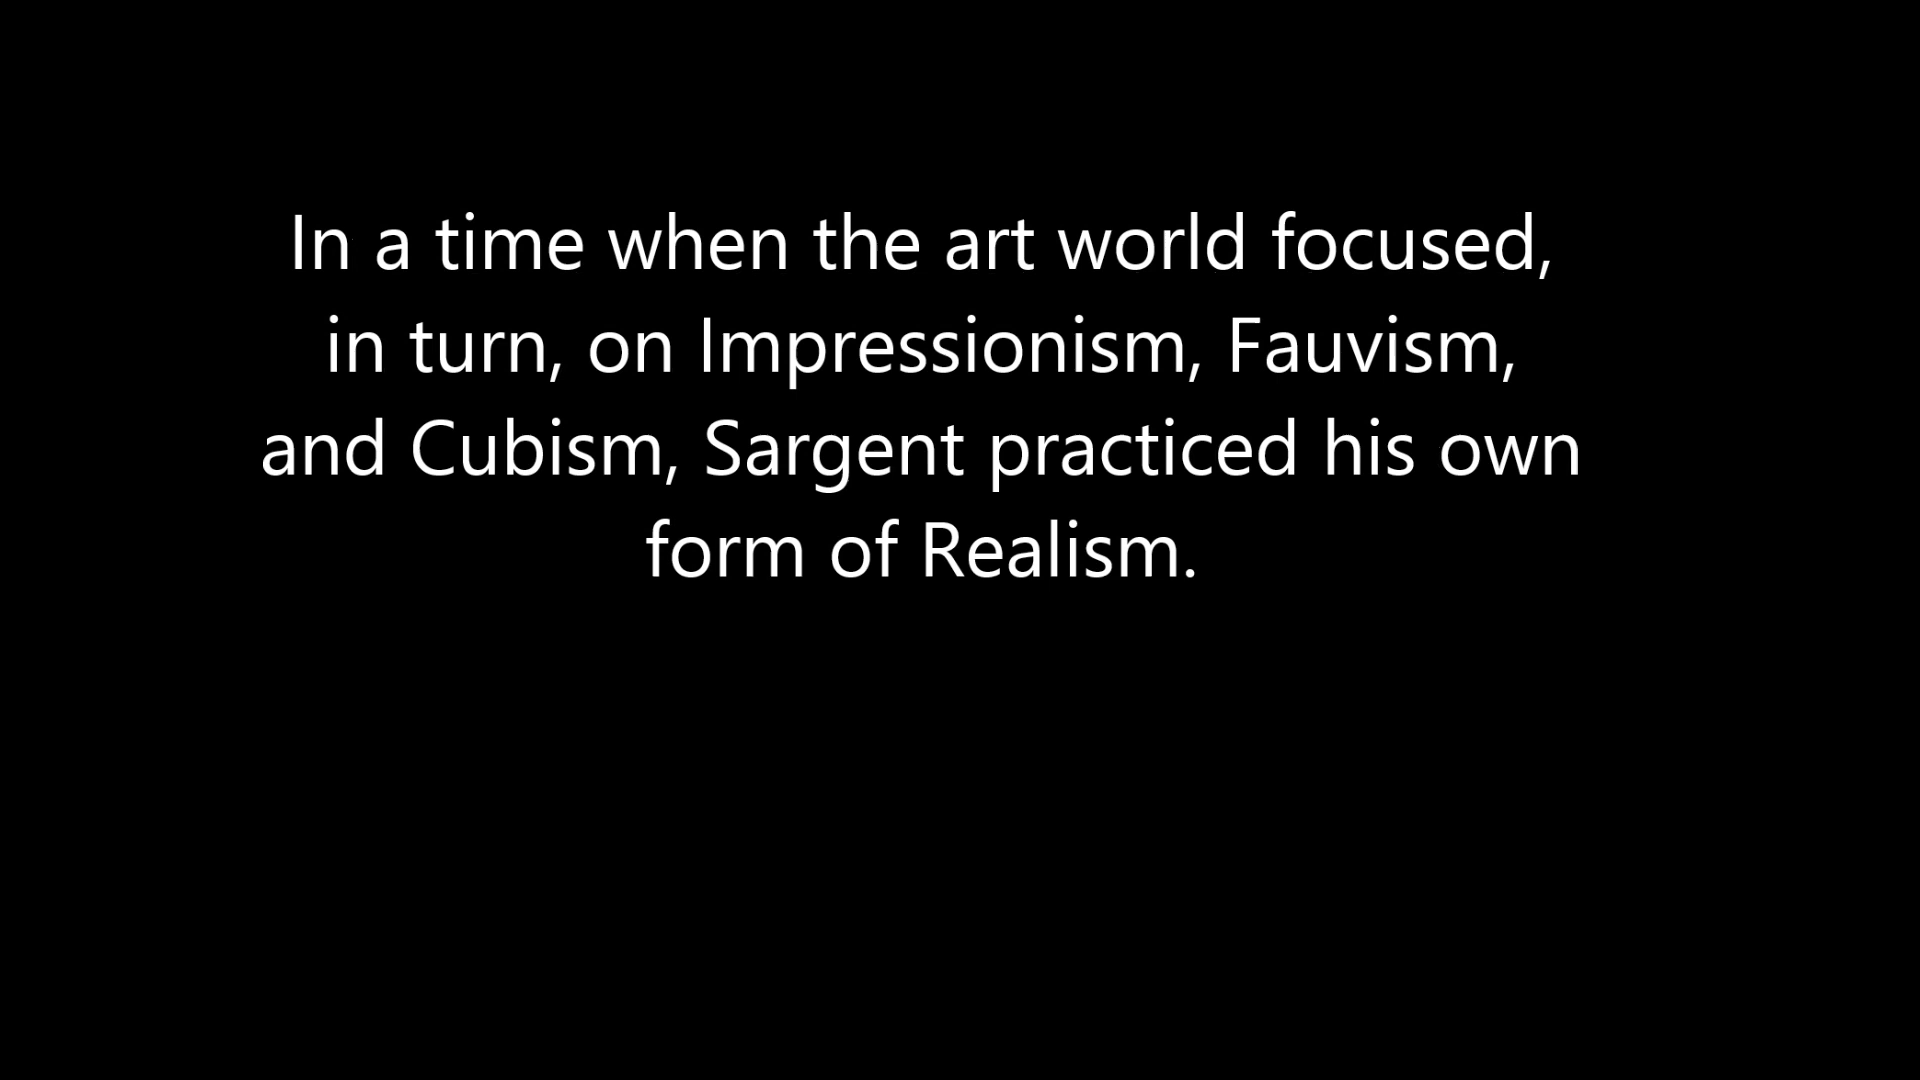 In a time when the art world focused,
in turn, on Impressionism, Fauvism,
and Cubism, Sargent practiced his own
form of Realism.